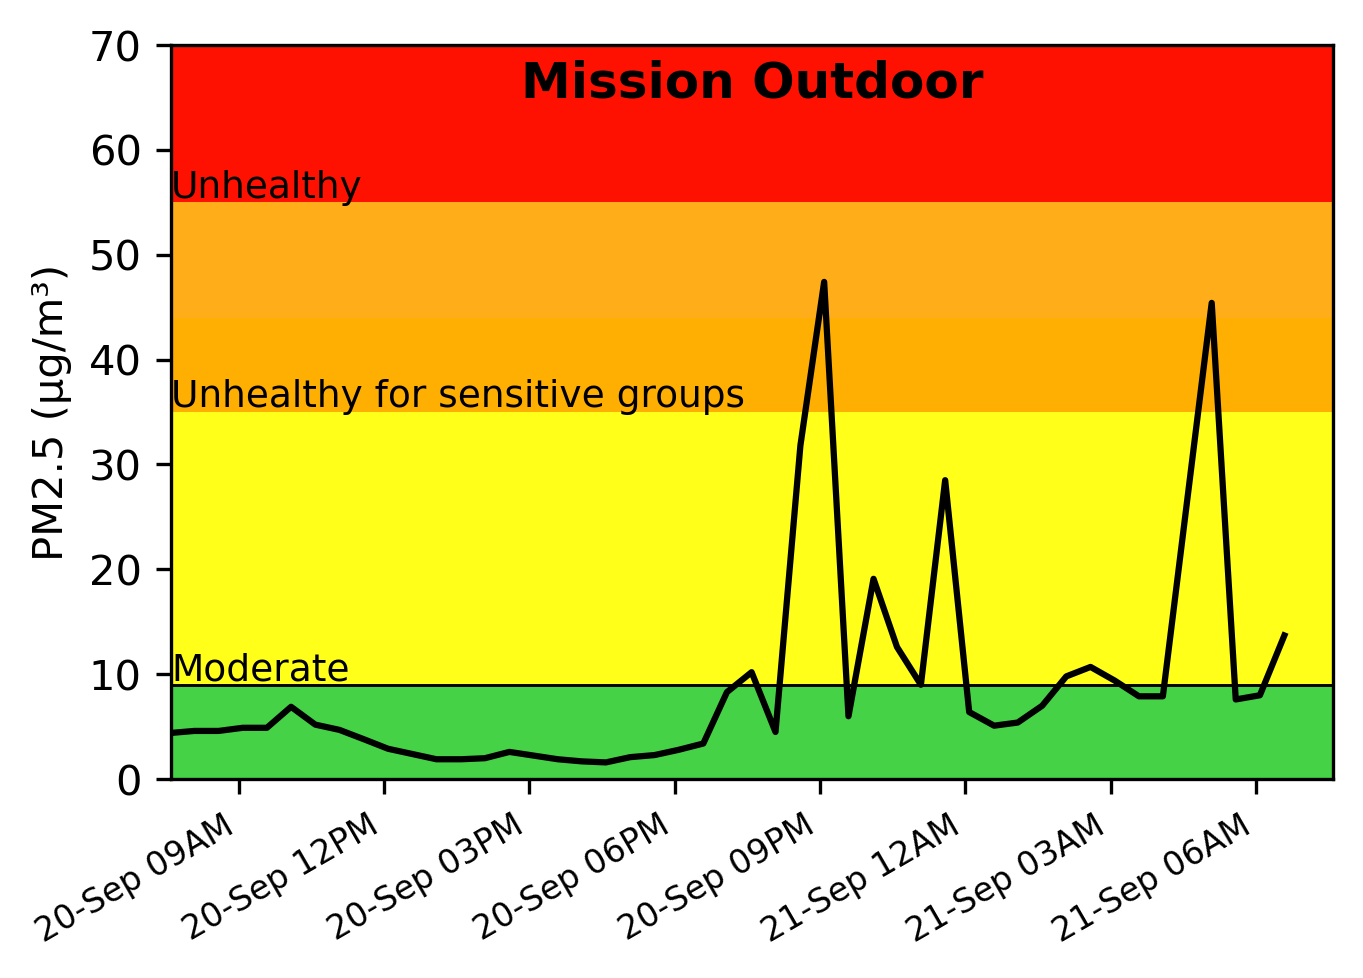 Mission Outdoor
PM2.5 (µg/m³)
70
60
50
40
30
20
10
0
Unhealthy
Unhealthy for sensitive groups
Moderate
20-Sep 09AM
20-Sep 12PM
20-Sep 03PM
20-Sep 06PM
20-Sep 09PM
21-Sep 12AM
21-Sep 03AM
21-Sep 06AM